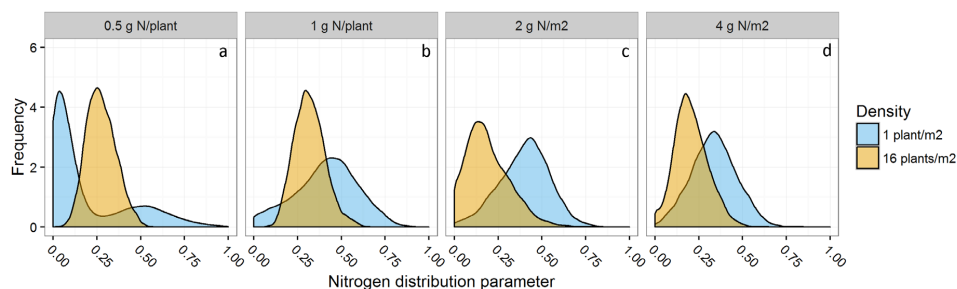 0.5 g N/plant
1 g N/plant
2 g N/m2
4 g N/m2
a
b
c
d
Frequency
6
4
2
0
0.00 0.25 0.50 0.75 1.00
0.00 0.25 0.50 0.75 1.00
0.00 0.25 0.50 0.75 1.00
0.00 0.25 0.50 0.75 1.00
Nitrogen distribution parameter
Density
1 plant/m2
16 plants/m2